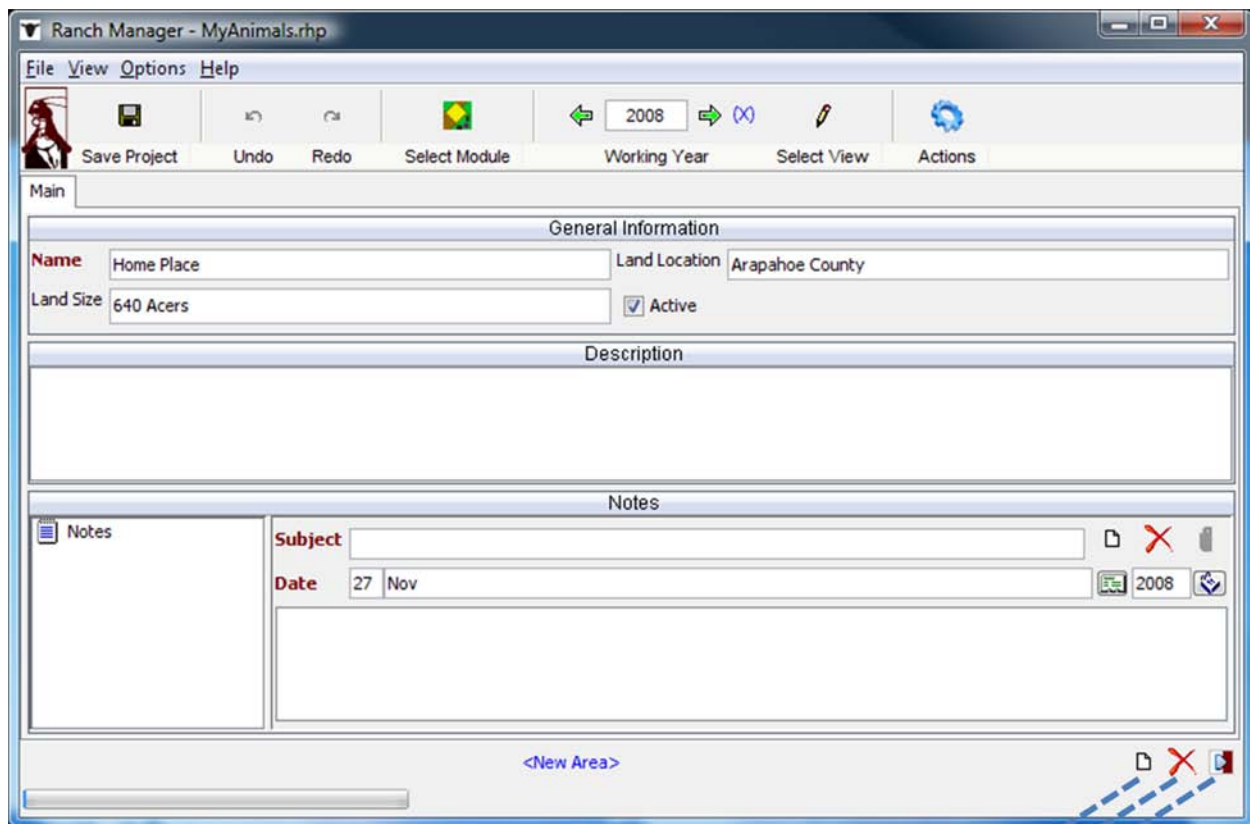 Ranch Manager - MyAnimals.rhp
File View Options Help
2008 (X)
Save Project Undo Redo Select Module Working Year Select View Actions
Main
General Information
Name Home Place Land Location Arapahoe County
Land Size 640 Acers Active
Description
Notes
Notes
Subject
Date 27 Nov 2008
<New Area>